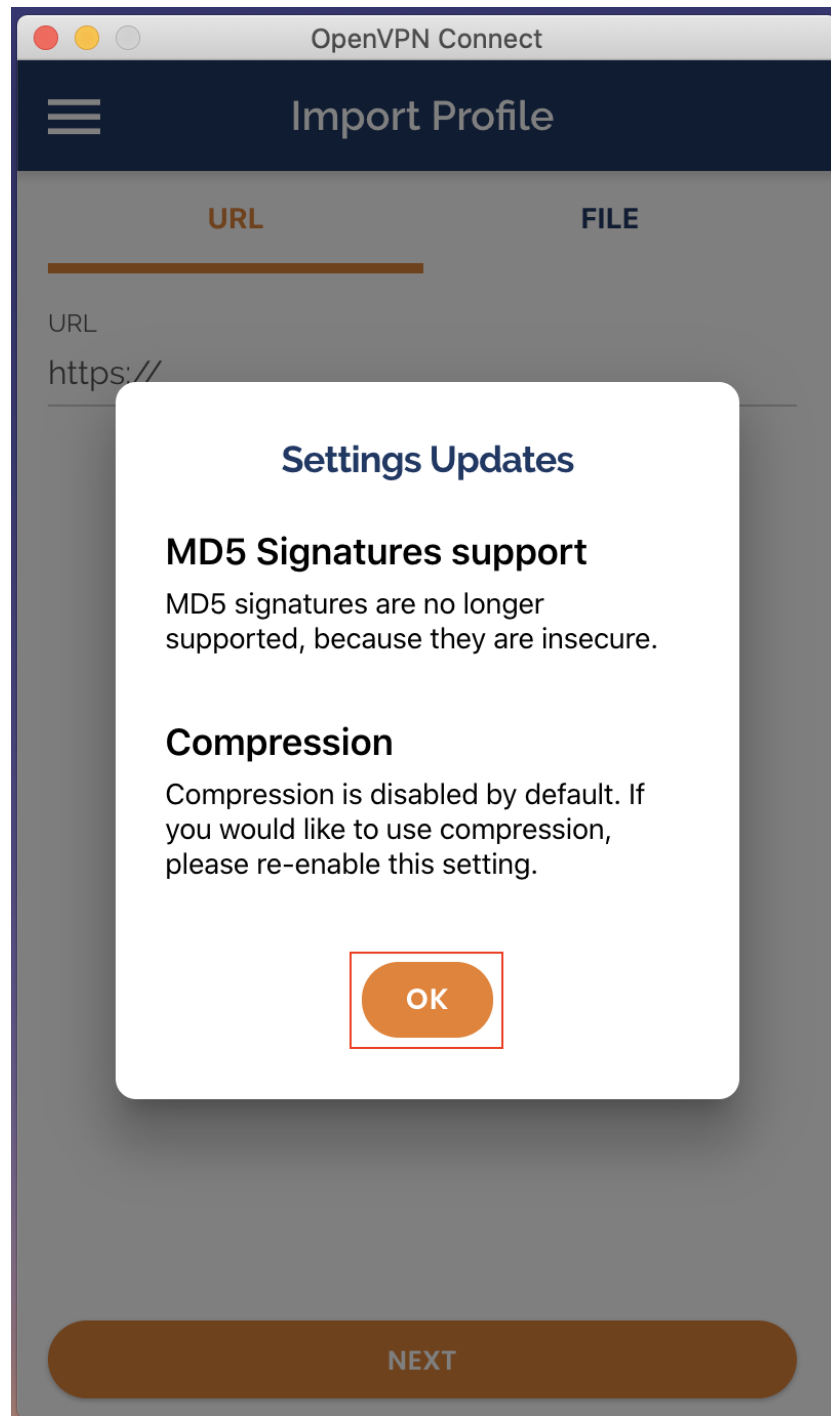 OpenVPN Connect
Import Profile
URL
FILE
URL
https://
Settings Updates
MD5 Signatures support
MD5 signatures are no longer
supported, because they are insecure.
Compression
Compression is disabled by default. If
you would like to use compression,
please re-enable this setting.
OK
NEXT